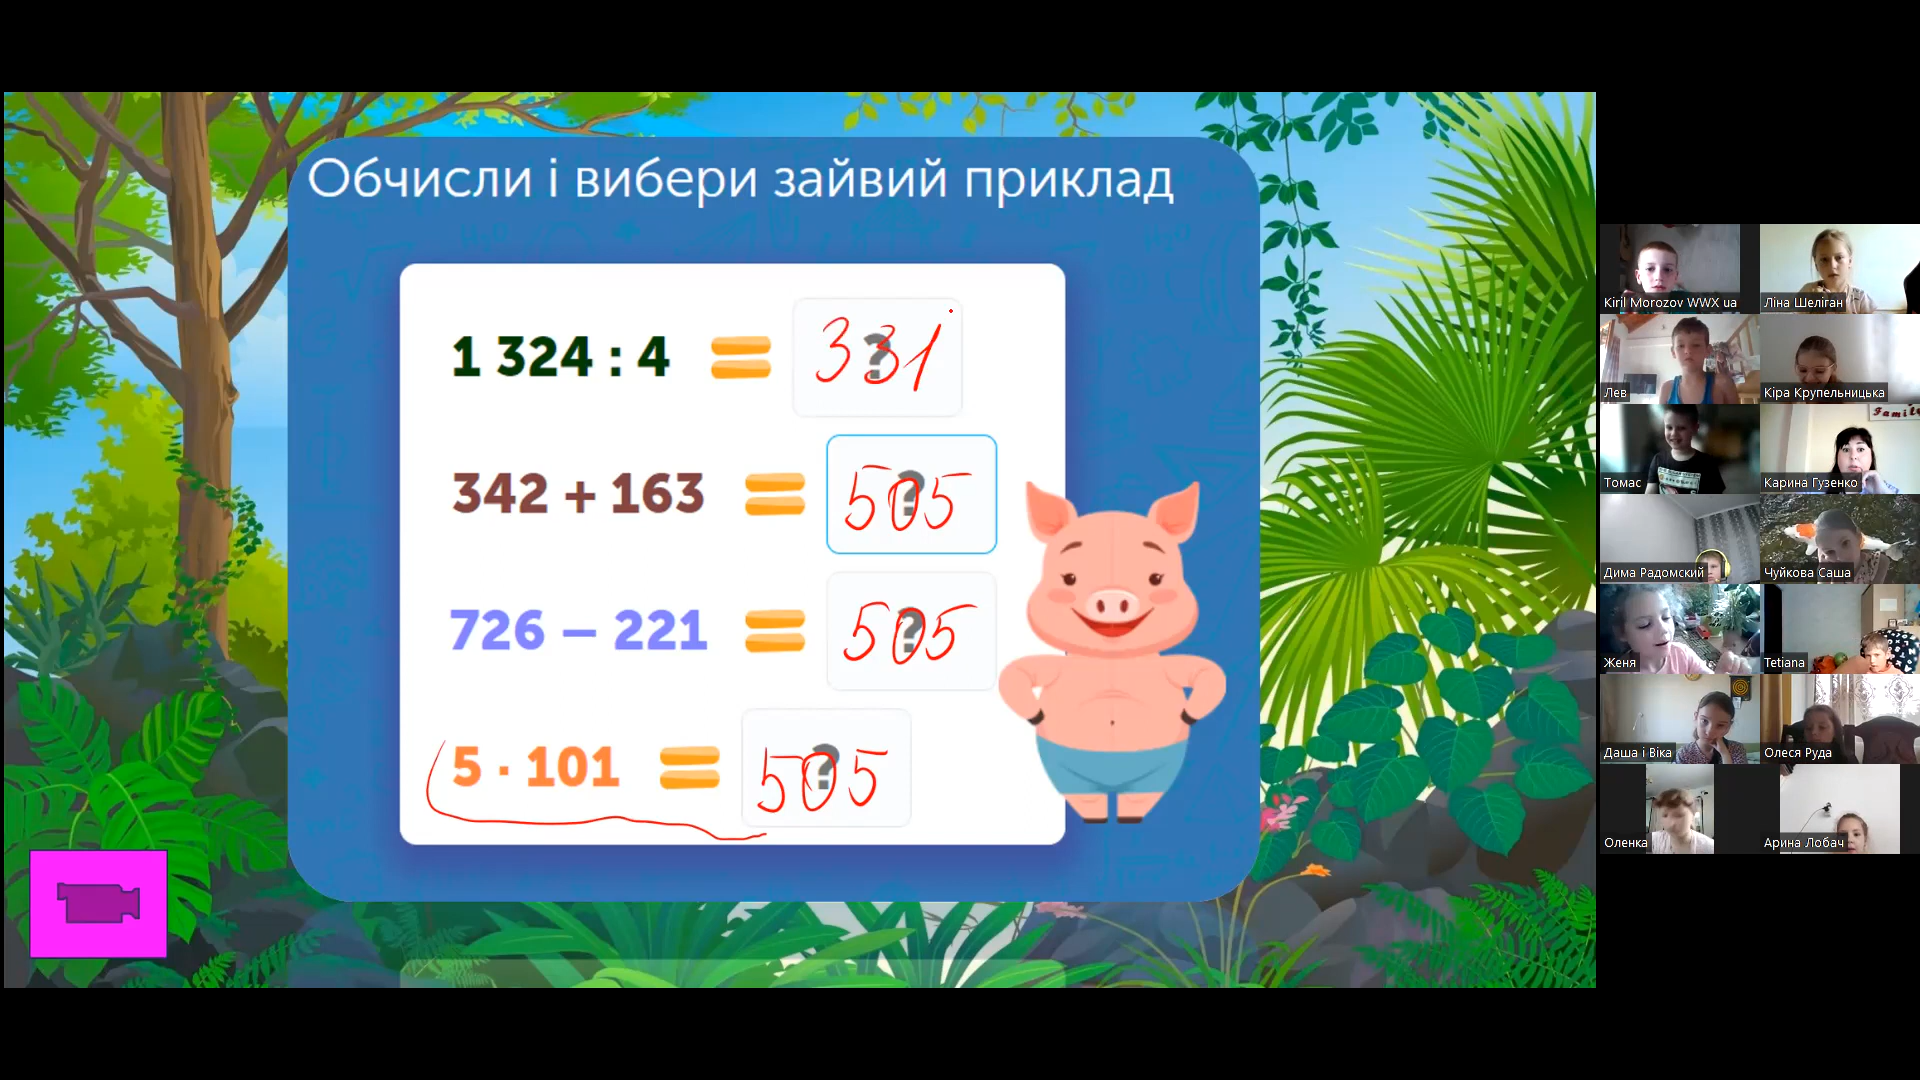 Обчисли і вибери зайвий приклад
1 324 : 4 = 331
342 + 163 = 505
726 – 221 = 505
5 · 101 = 505
Kiril Morozov WWX ua
Ліна Шеліган
Лев
Кіра Крупельницька
Томас
Family
Карина Гузенко
Дима Радомский
Чуйкова Саша
Женя
Tetiana
Даша і Віка
Олеся Руда
Оленка
Арина Лобач